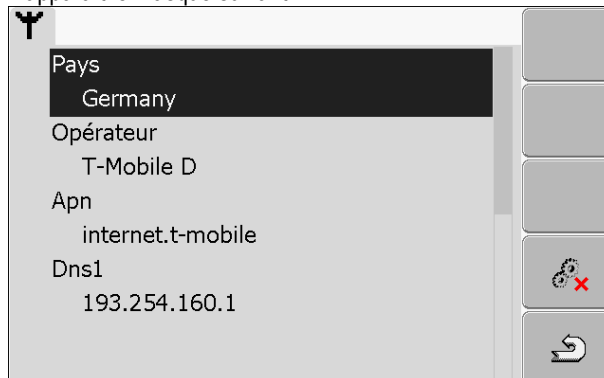 Pays
Germany
Opérateur
T-Mobile D
Apn
internet.t-mobile
Dns1
193.254.160.1